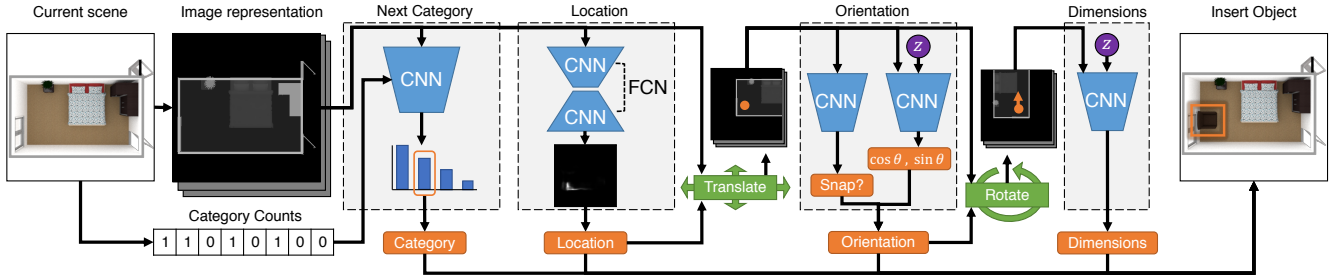 Current scene
Image representation
Next Category
Location
Orientation
Dimensions
Insert Object
CNN
CNN
CNN
FCN
z
CNN
CNN
z
CNN
cos θ , sin θ
Snap?
Translate
Rotate
Category Counts
1 1 0 1 0 1 0 0
Category
Location
Orientation
Dimensions